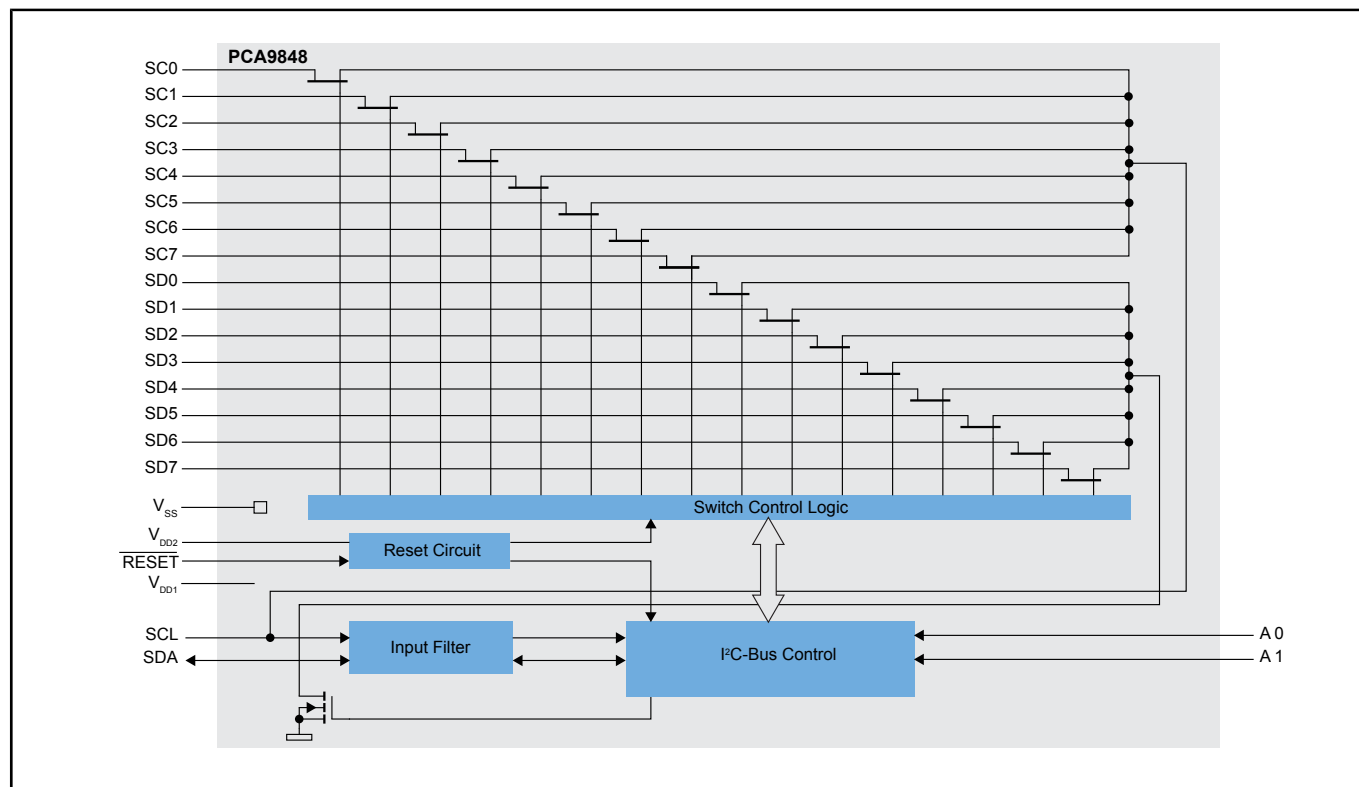 PCA9848
SC0
SC1
SC2
SC3
SC4
SC5
SC6
SC7
SD0
SD1
SD2
SD3
SD4
SD5
SD6
SD7
VSS
Switch Control Logic
VDD2
Reset Circuit
RESET
VDD1
SCL
Input Filter
SDA
I²C-Bus Control
A 0
A 1